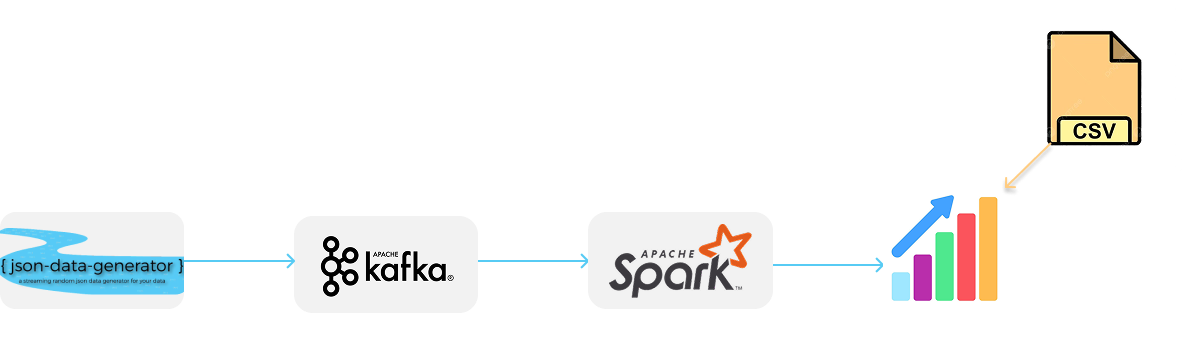 CSV
{ json-data-generator }
a streaming random json data generator for your data
APACHE
kafka®
APACHE
Spark™